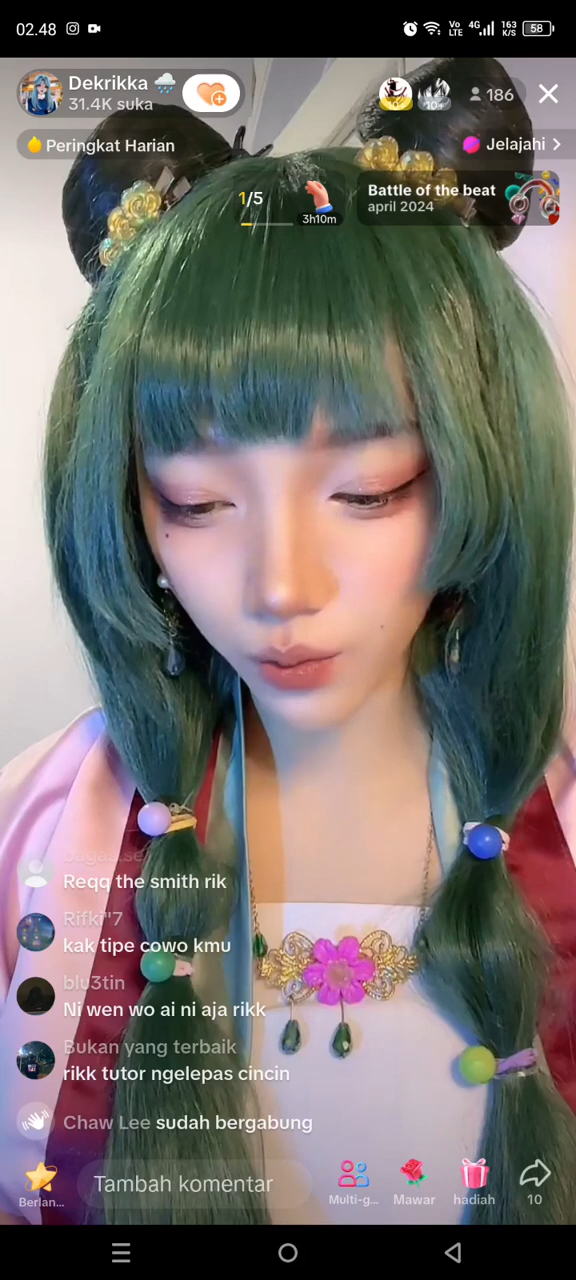 02.48
Vo
LTE
4G
163
K/S
58
Dekrikka
31.4K suka
186
Peringkat Harian
Jelajahi
1/5
3h10m
Battle of the beat
april 2024
Reqq the smith rik
Rifki"7
kak tipe cowo kmu
blu3tin
Ni wen wo ai ni aja rikk
Bukan yang terbaik
rikk tutor ngelepas cincin
Chaw Lee sudah bergabung
Berlan...
Tambah komentar
Multi-g...
Mawar
hadiah
10